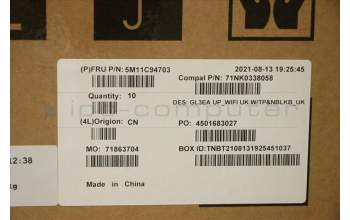 (P)FRU P/N: 5M11C94703
2021-08-13 19:25:45
Compal P/N: 71NK0338058
Quantity: 10
DES: GL3EA UP_WIFI UK W/TP&NBLKB_UK
(4L)Origion: CN
PO: 4501683027
MO: 71863704
BOX ID: TNBT2108131925451037
Made in China
12:38